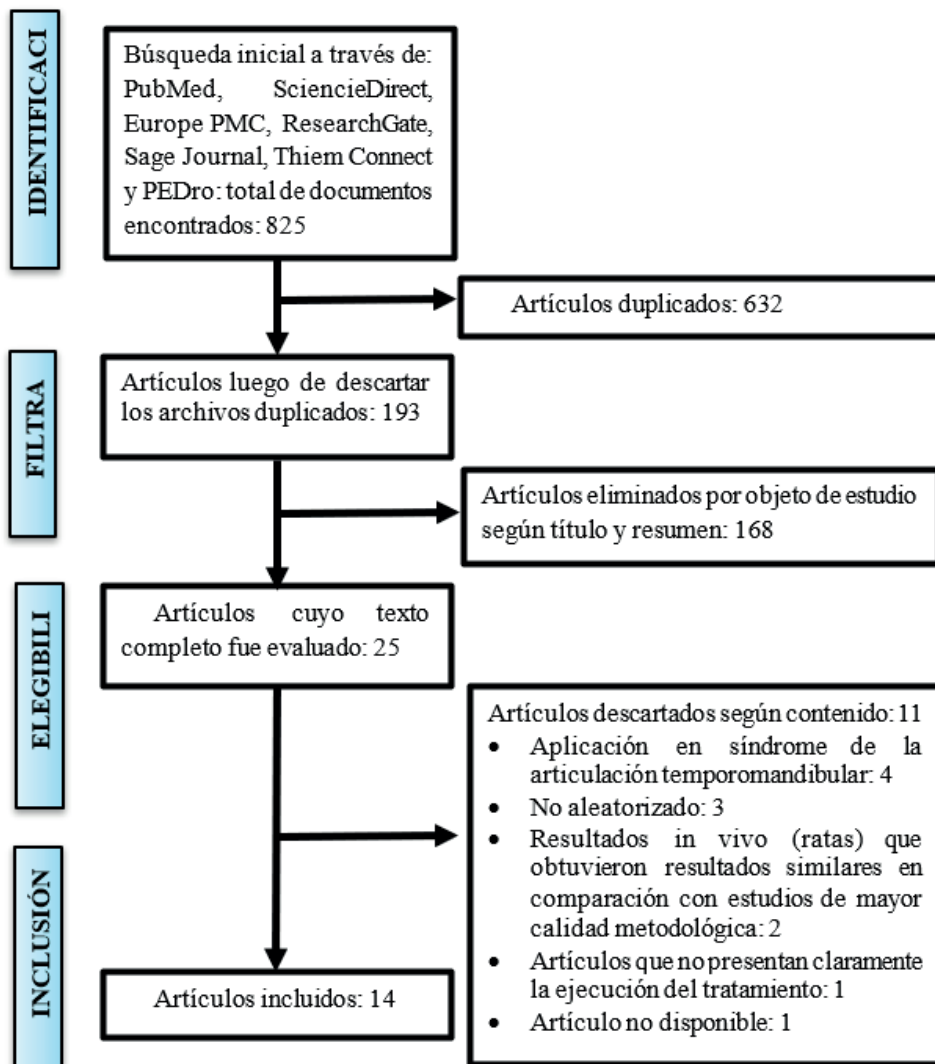 IDENTIFICACI
Búsqueda inicial a través de:
PubMed, SciencieDirect,
Europe PMC, ResearchGate,
Sage Journal, Thiem Connect
y PEDro: total de documentos
encontrados: 825
Artículos duplicados: 632
FILTRA
Artículos luego de descartar
los archivos duplicados: 193
Artículos eliminados por objeto de estudio
según título y resumen: 168
ELEGIBILI
Artículos cuyo texto
completo fue evaluado: 25
Artículos descartados según contenido: 11
• Aplicación en síndrome de la
articulación temporomandibular: 4
• No aleatorizado: 3
• Resultados in vivo (ratas) que
obtuvieron resultados similares en
comparación con estudios de mayor
calidad metodológica: 2
• Artículos que no presentan claramente
la ejecución del tratamiento: 1
• Artículo no disponible: 1
INCLUSIÓN
Artículos incluidos: 14